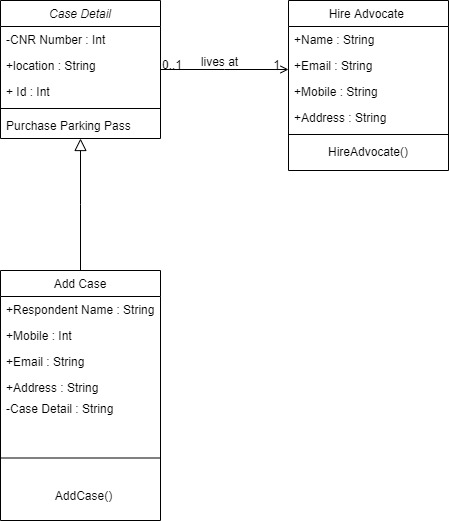 Case Detail
-CNR Number : Int
+location : String
+ Id : Int
Purchase Parking Pass
0..1
lives at
1
Hire Advocate
+Name : String
+Email : String
+Mobile : String
+Address : String
HireAdvocate()
Add Case
+Respondent Name : String
+Mobile : Int
+Email : String
+Address : String
-Case Detail : String
AddCase()